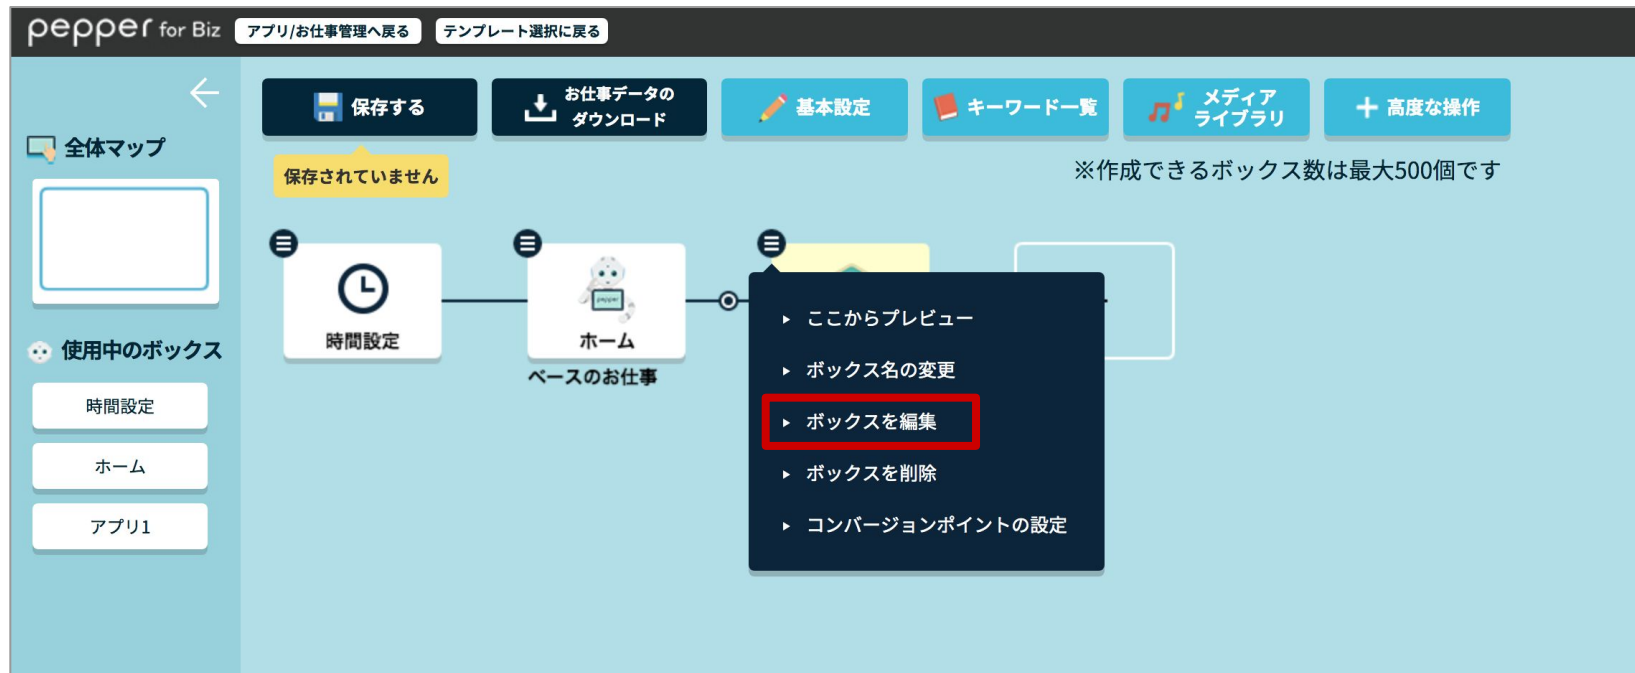 pepper for Biz アプリ/お仕事管理へ戻る テンプレート選択に戻る
保存する
お仕事データの
ダウンロード
基本設定
キーワード一覧
メディア
ライブラリ
＋ 高度な操作
保存されていません
※作成できるボックス数は最大500個です
全体マップ
使用中のボックス
時間設定
ホーム
アプリ1
時間設定
pepper
ホーム
ベースのお仕事
ここからプレビュー
ボックス名の変更
ボックスを編集
ボックスを削除
コンバージョンポイントの設定